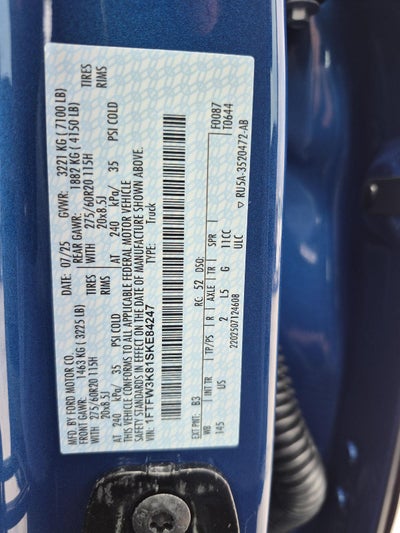 MFD. BY FORD MOTOR CO.
DATE: 07/25 GVWR: 3221 KG ( 7100 LB)
FRONT GAWR: 1463 KG ( 3225 LB) REAR GAWR: 1882 KG ( 4150 LB)
WITH 275/60R20 115H TIRES
20x8.5J RIMS
AT 240 kPa/ 35 PSI COLD
WITH 275/60R20 115H TIRES
20x8.5J RIMS
AT 240 kPa/ 35 PSI COLD
THIS VEHICLE CONFORMS TO ALL APPLICABLE FEDERAL MOTOR VEHICLE
SAFETY STANDARDS IN EFFECT ON THE DATE OF MANUFACTURE SHOWN ABOVE.
VIN: 1FTFW3K81SKE84247
TYPE: Truck
F0087
T0644
EXT PNT: B3 RC: 52 DSO:
WB INT TR TP/PS R AXLE TR SPR
145 US 2 L5 G 11CC
ULC
2202507124608
▽ RU5A-3520472-AB